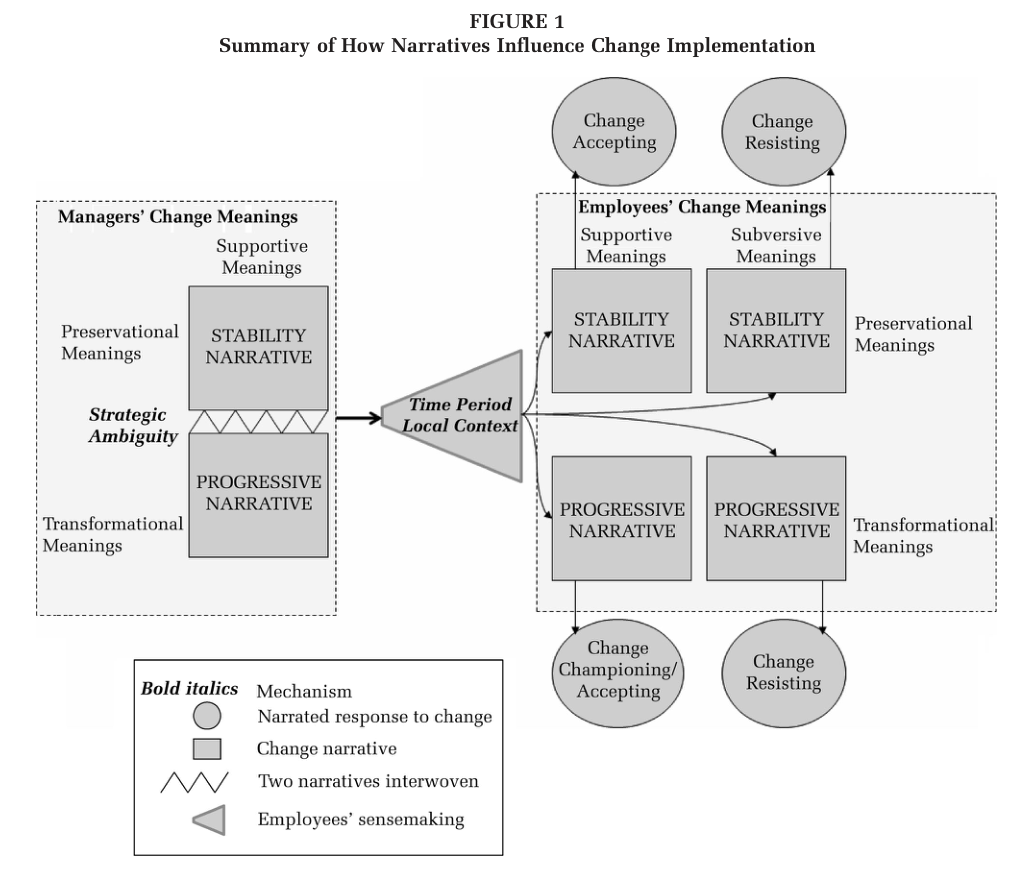 FIGURE 1
Summary of How Narratives Influence Change Implementation
Change
Accepting
Change
Resisting
Managers' Change Meanings
Supportive
Meanings
Preservational
Meanings
STABILITY
NARRATIVE
Strategic
Ambiguity
PROGRESSIVE
NARRATIVE
Transformational
Meanings
Time Period
Local Context
Employees' Change Meanings
Supportive
Meanings
Subversive
Meanings
STABILITY
NARRATIVE
STABILITY
NARRATIVE
Preservational
Meanings
PROGRESSIVE
NARRATIVE
PROGRESSIVE
NARRATIVE
Transformational
Meanings
Change
Championing/
Accepting
Change
Resisting
Bold italics Mechanism
Narrated response to change
Change narrative
Two narratives interwoven
Employees' sensemaking